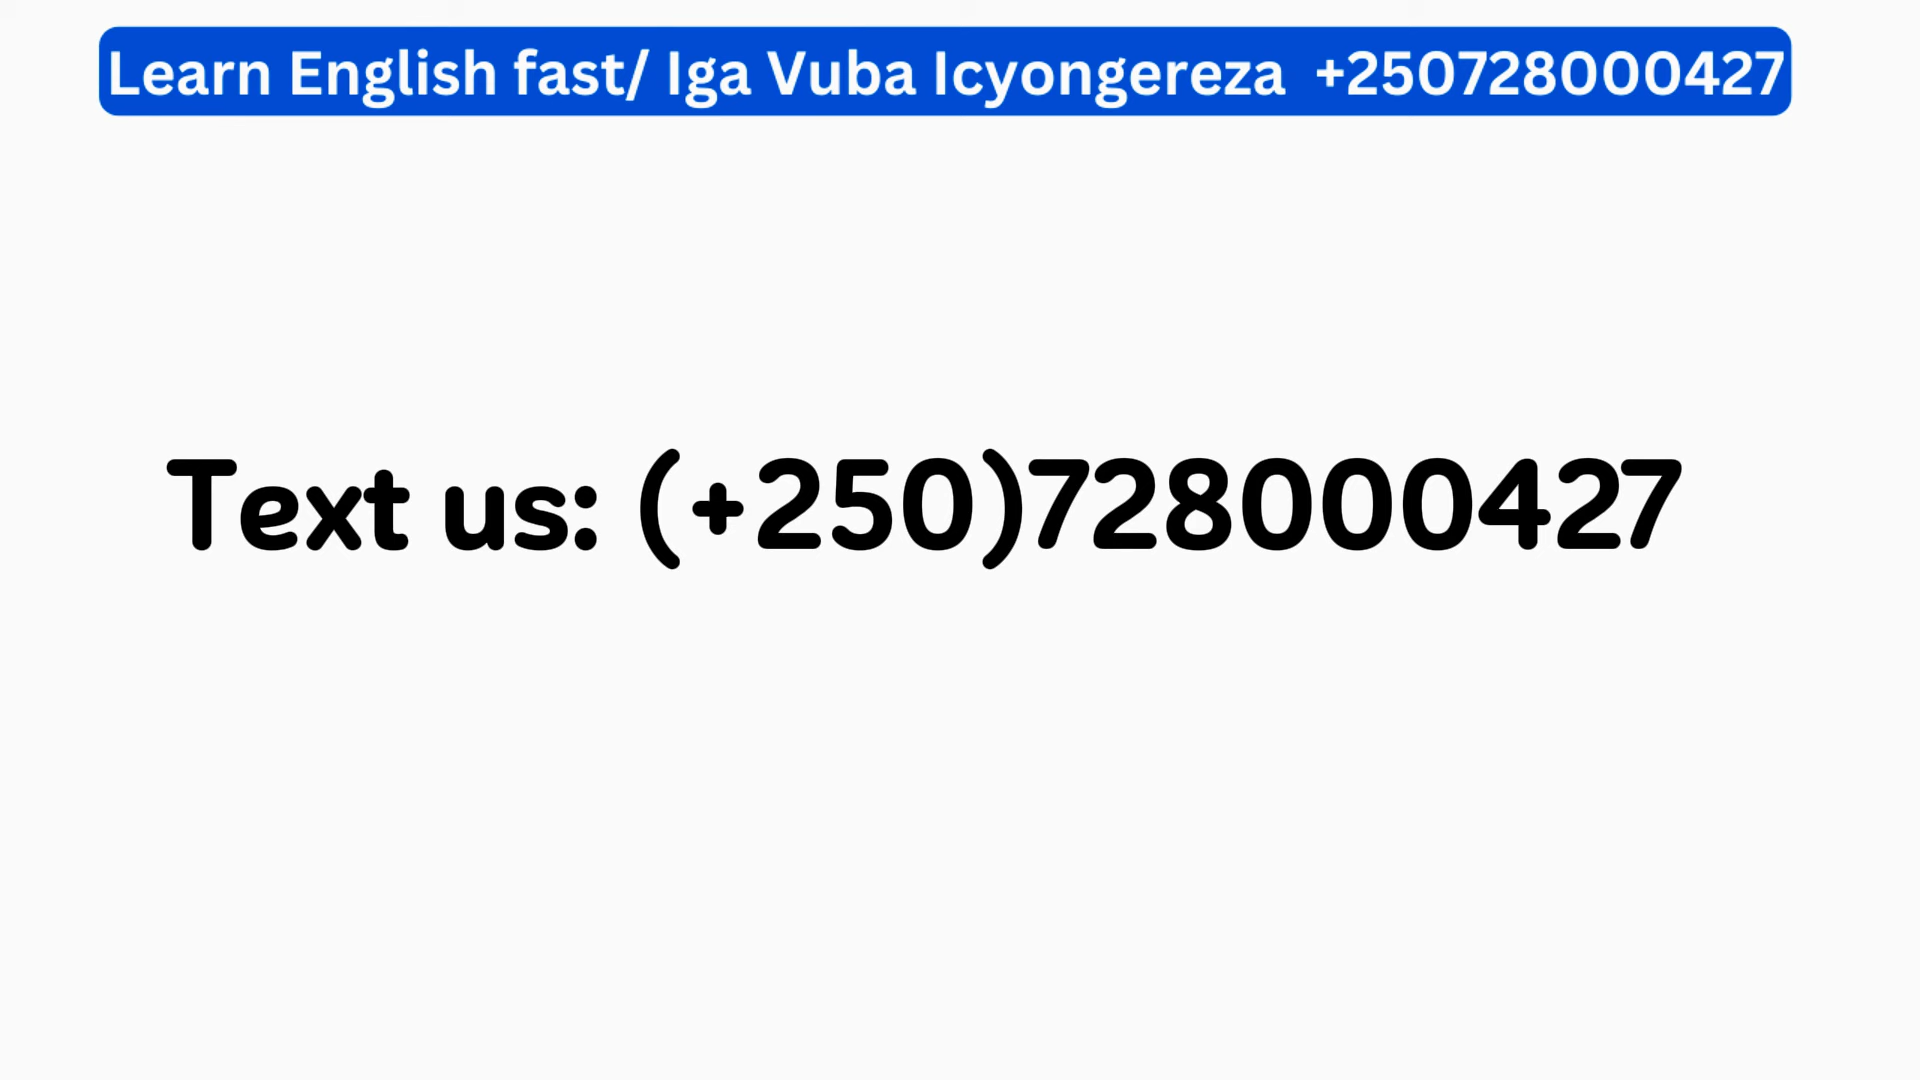 Learn English fast/ Iga Vuba Icyongereza +250728000427
Text us: (+250)728000427